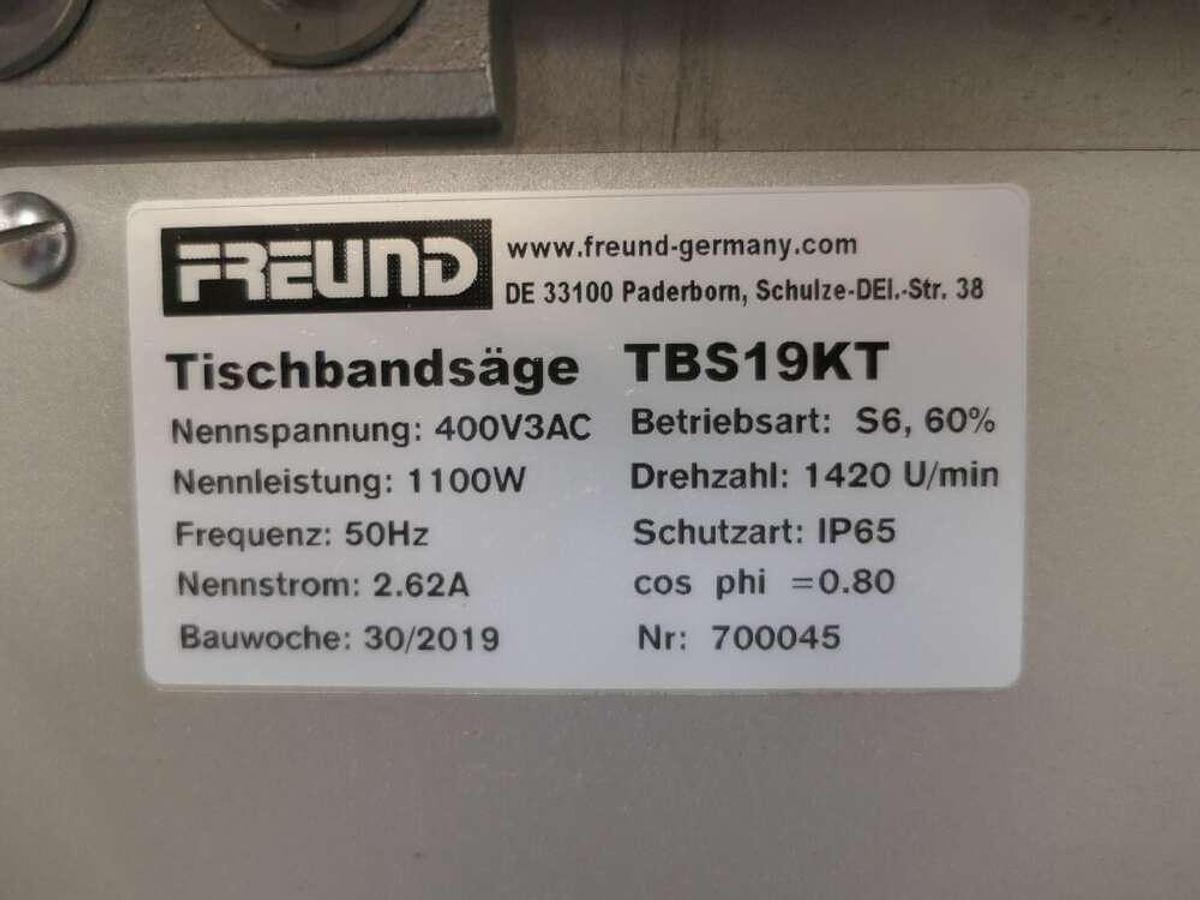 FREUND
www.freund-germany.com
DE 33100 Paderborn, Schulze-DEl.-Str. 38
Tischbandsäge TBS19KT
Nennspannung: 400V3AC Betriebsart: S6, 60%
Nennleistung: 1100W Drehzahl: 1420 U/min
Frequenz: 50Hz Schutzart: IP65
Nennstrom: 2.62A cos phi =0.80
Bauwoche: 30/2019 Nr: 700045